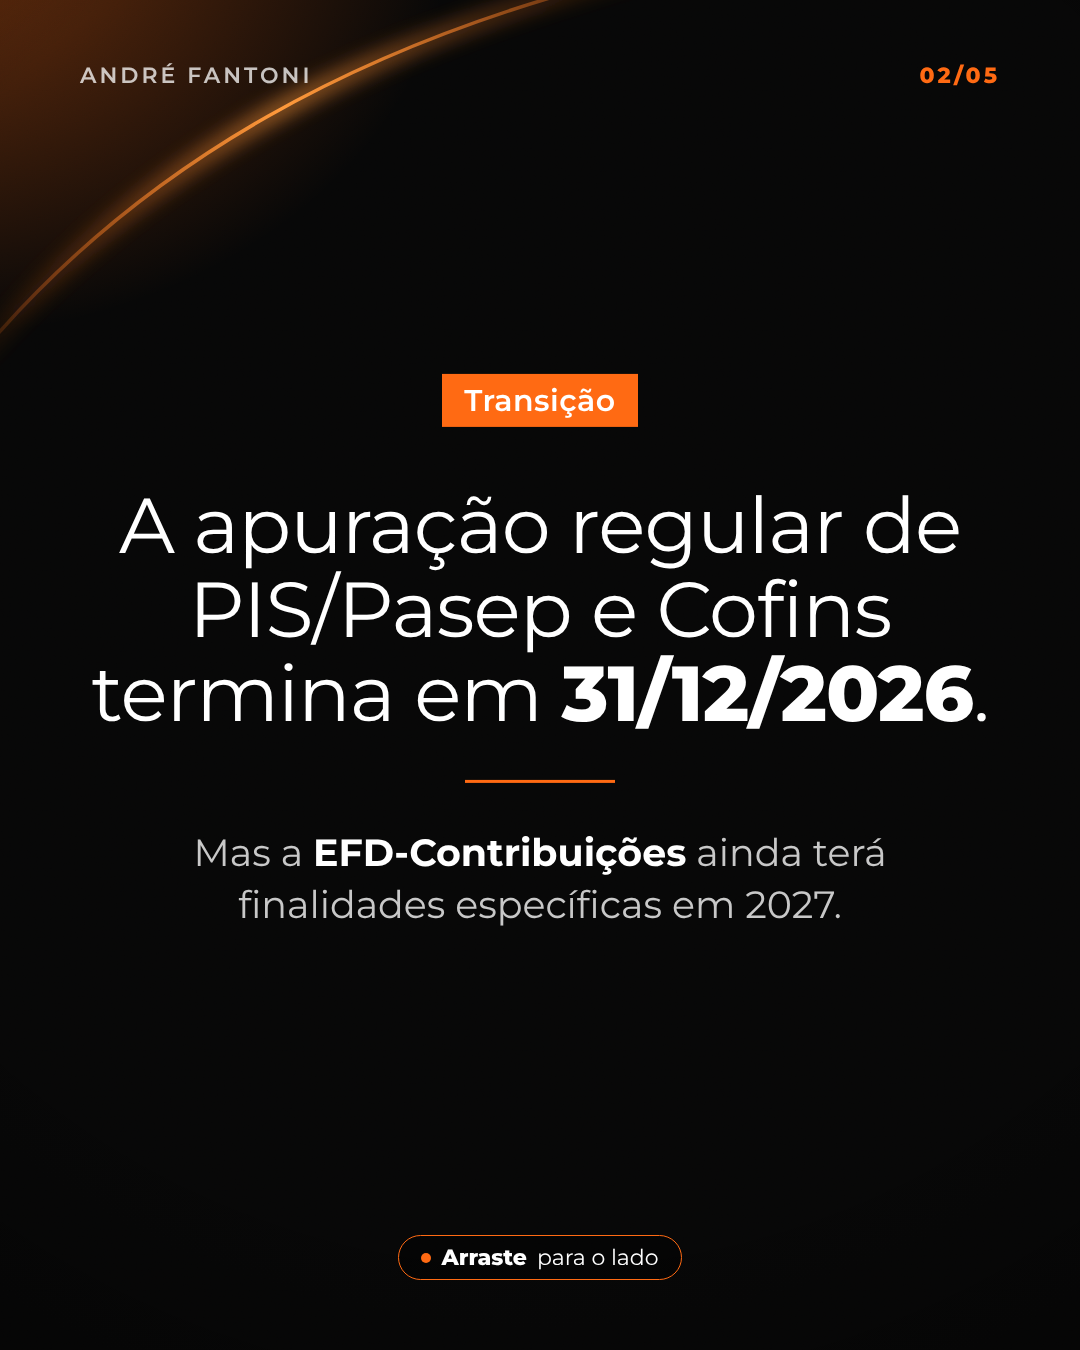 ANDRÉ FANTONI
02/05
Transição
A apuração regular de
PIS/Pasep e Cofins
termina em 31/12/2026.
Mas a EFD-Contribuições ainda terá
finalidades específicas em 2027.
Arraste para o lado